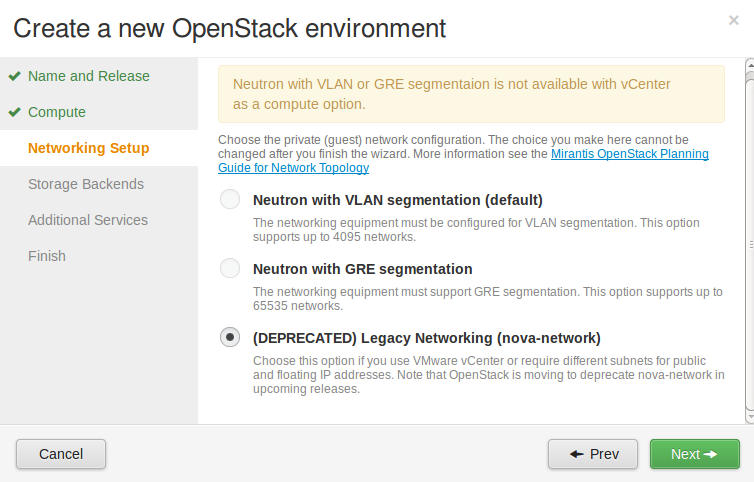 Create a new OpenStack environment
×
Name and Release
Compute
Networking Setup
Storage Backends
Additional Services
Finish
Neutron with VLAN or GRE segmentaion is not available with vCenter
as a compute option.
Choose the private (guest) network configuration. The choice you make here cannot be
changed after you finish the wizard. More information see the Mirantis OpenStack Planning
Guide for Network Topology
Neutron with VLAN segmentation (default)
The networking equipment must be configured for VLAN segmentation. This option
supports up to 4095 networks.
Neutron with GRE segmentation
The networking equipment must support GRE segmentation. This option supports up to
65535 networks.
(DEPRECATED) Legacy Networking (nova-network)
Choose this option if you use VMware vCenter or require different subnets for public
and floating IP addresses. Note that OpenStack is moving to deprecate nova-network in
upcoming releases.
Cancel
Prev
Next